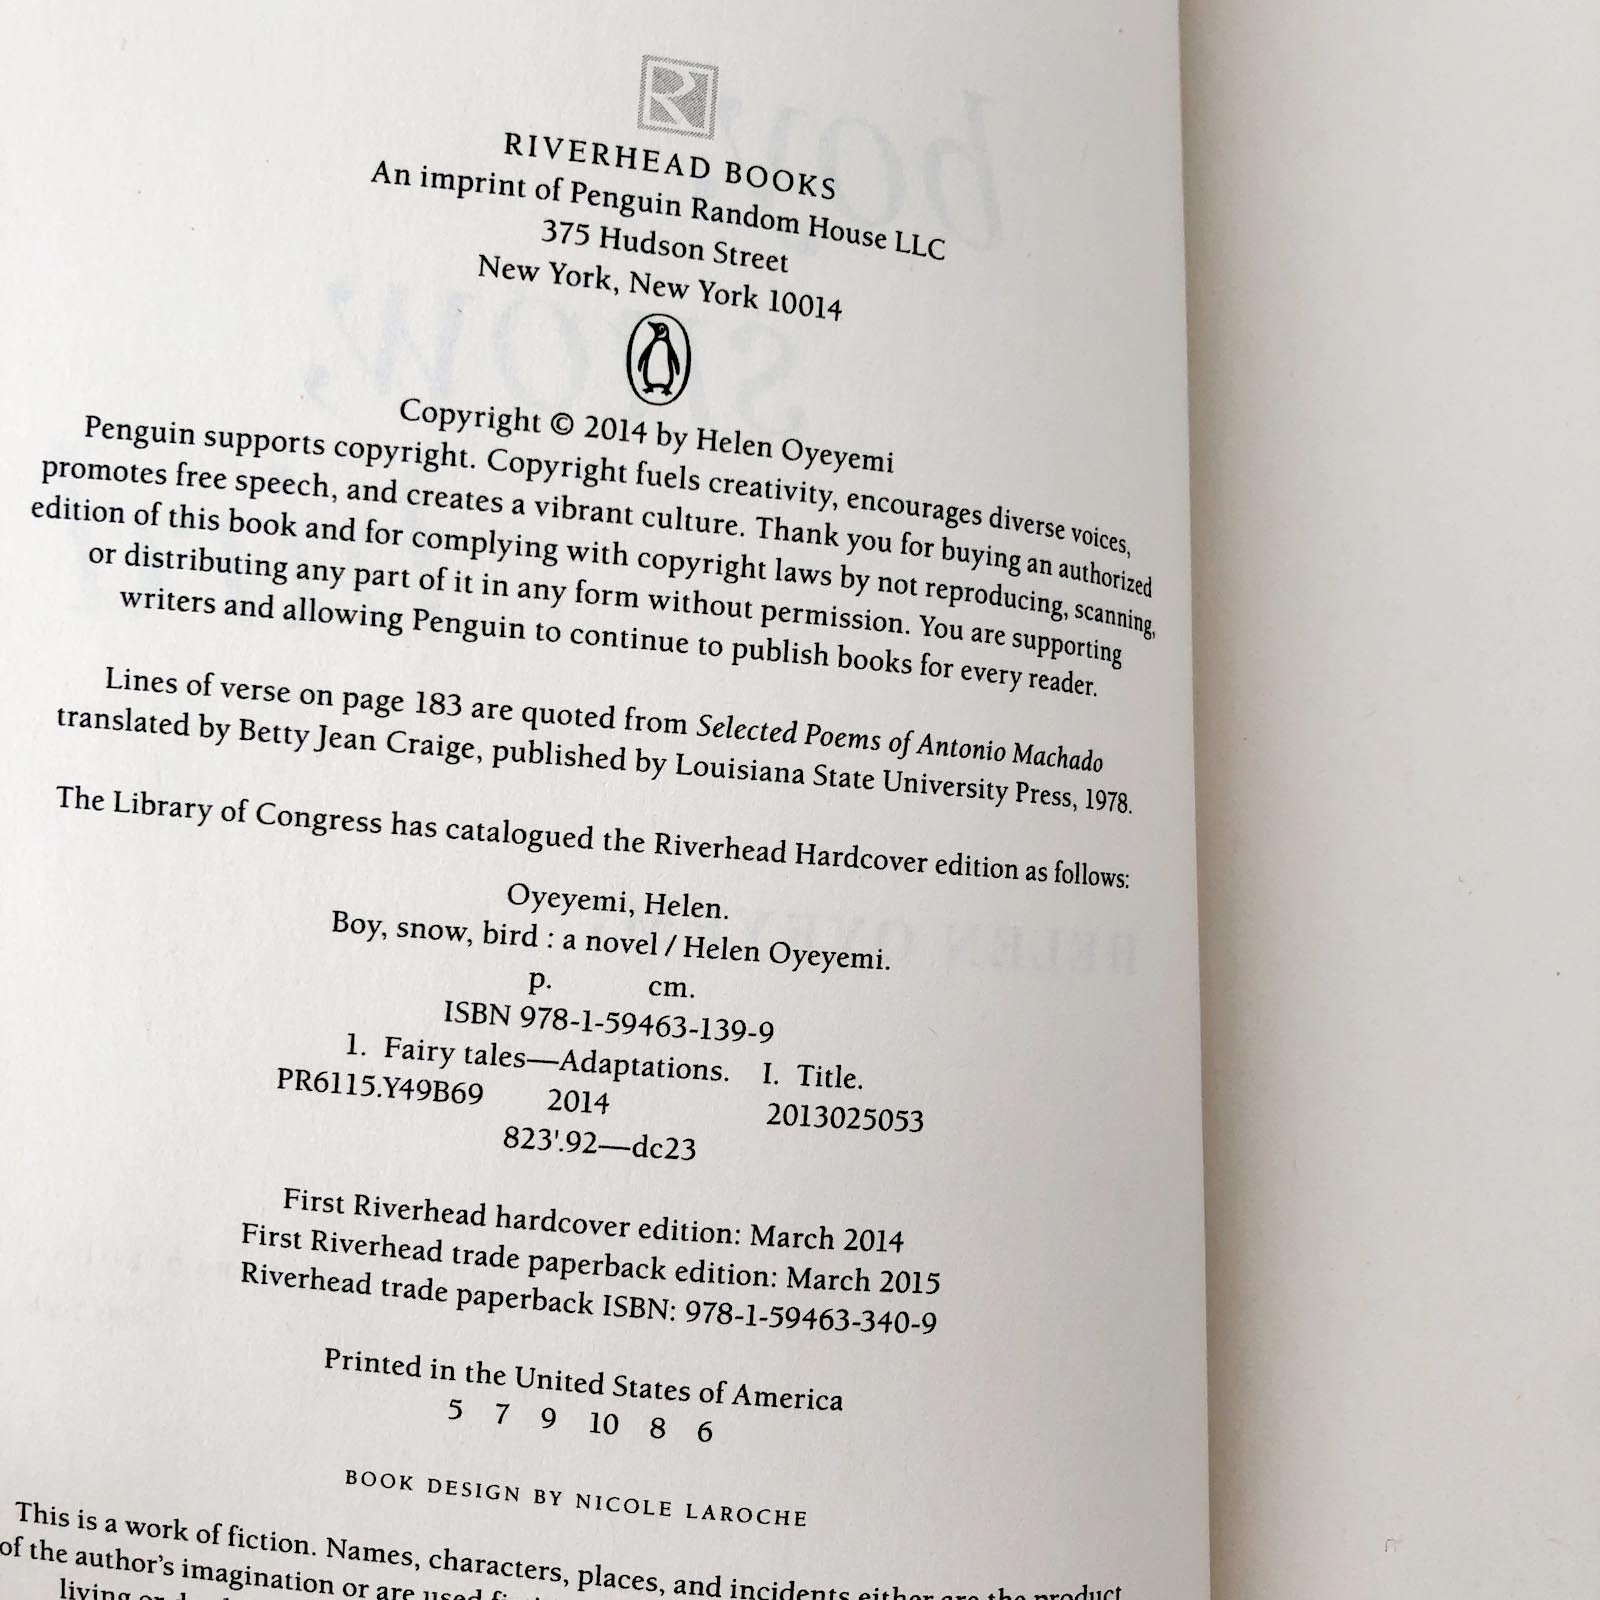 R
RIVERHEAD BOOKS
An imprint of Penguin Random House LLC
375 Hudson Street
New York, New York 10014
Copyright © 2014 by Helen Oyeyemi
Penguin supports copyright. Copyright fuels creativity, encourages diverse voices,
promotes free speech, and creates a vibrant culture. Thank you for buying an authorized
edition of this book and for complying with copyright laws by not reproducing, scanning,
or distributing any part of it in any form without permission. You are supporting
writers and allowing Penguin to continue to publish books for every reader.
Lines of verse on page 183 are quoted from Selected Poems of Antonio Machado
translated by Betty Jean Craige, published by Louisiana State University Press, 1978.
The Library of Congress has catalogued the Riverhead Hardcover edition as follows:
Oyeyemi, Helen.
Boy, snow, bird : a novel / Helen Oyeyemi.
p. cm.
ISBN 978-1-59463-139-9
1. Fairy tales—Adaptations. I. Title.
PR6115.Y49B69 2014 2013025053
823'.92—dc23
First Riverhead hardcover edition: March 2014
First Riverhead trade paperback edition: March 2015
Riverhead trade paperback ISBN: 978-1-59463-340-9
Printed in the United States of America
5 7 9 10 8 6
BOOK DESIGN BY NICOLE LAROCHE
This is a work of fiction. Names, characters, places, and incidents either are the product
of the author's imagination or are used
living or